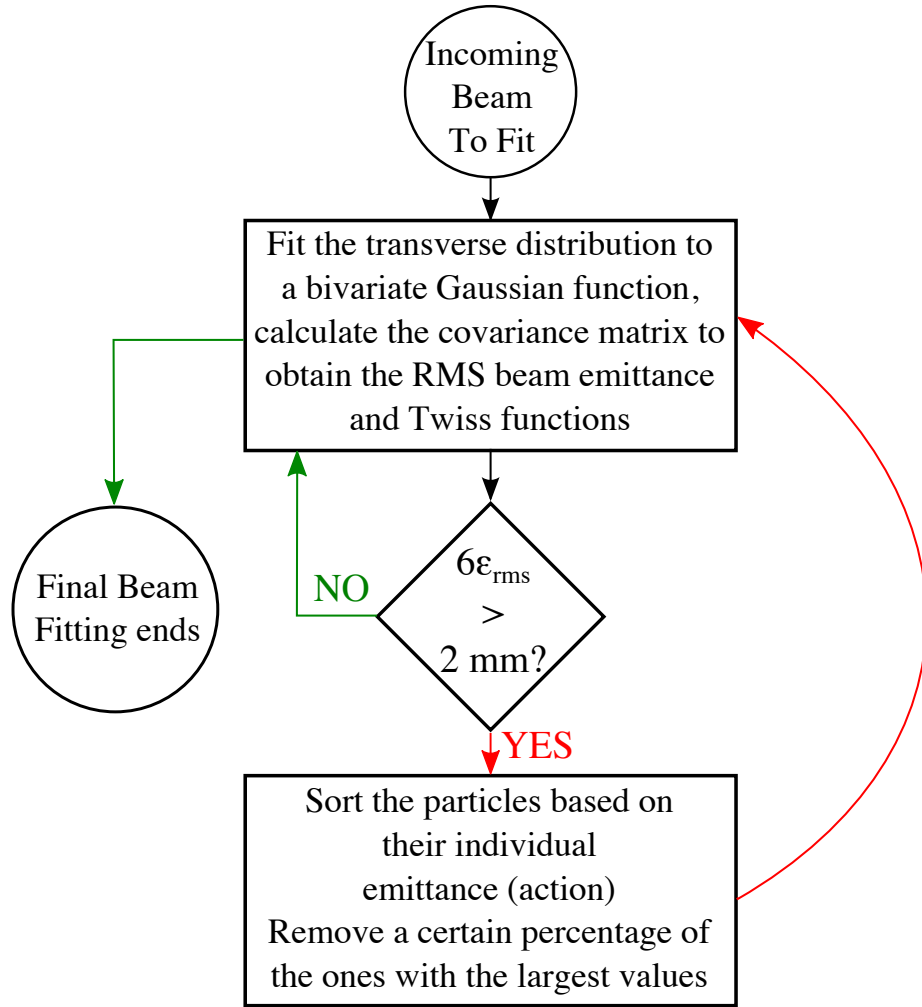 Incoming
Beam
To Fit
Fit the transverse distribution to
a bivariate Gaussian function,
calculate the covariance matrix to
obtain the RMS beam emittance
and Twiss functions
6εrms
>
2 mm?
NO
YES
Final Beam
Fitting ends
Sort the particles based on
their individual
emittance (action)
Remove a certain percentage of
the ones with the largest values